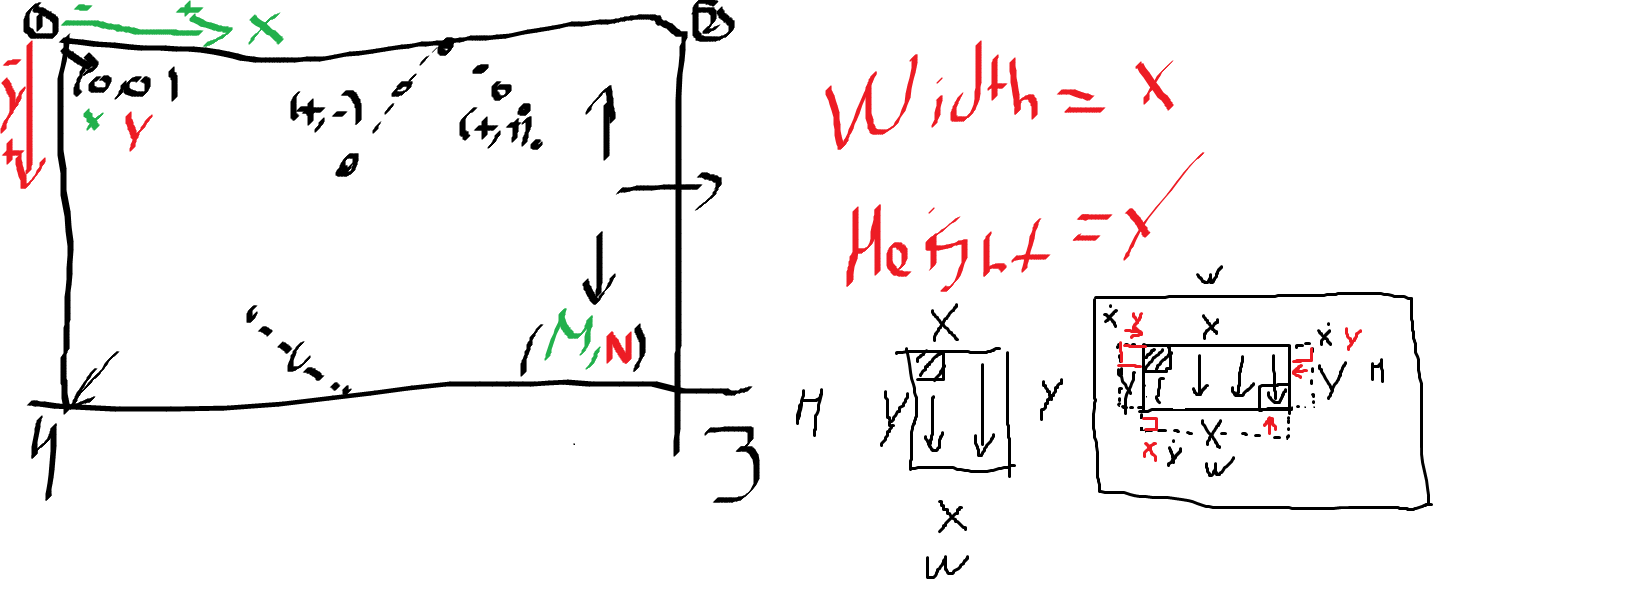 1 - + X 2
- Y +
(0,0)
X Y
(+,-)
(+,+)
(M,N)
4 3
Width = X
Height = Y
X
H Y Y
X
W
W
X Y X X Y
Y Y H
X
X Y W